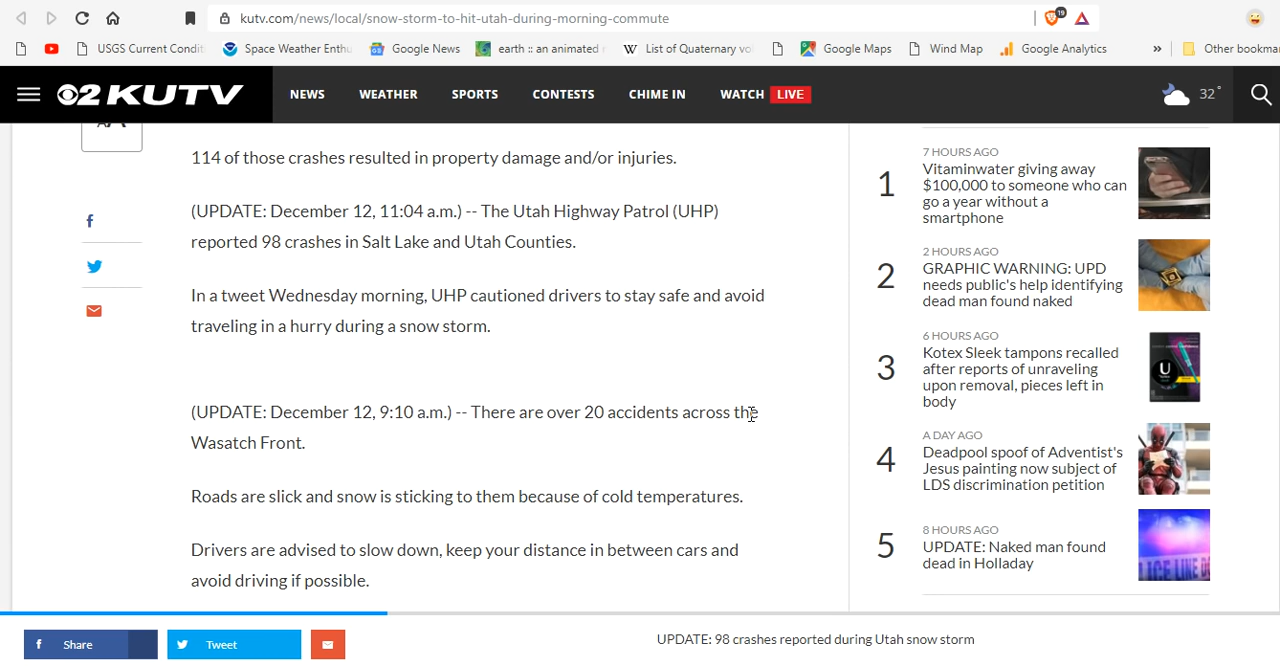 kutv.com/news/local/snow-storm-to-hit-utah-during-morning-commute
19
USGS Current Condit
Space Weather Enthu
Google News
earth :: an animated
W List of Quaternary vo
Google Maps
Wind Map
Google Analytics
»
Other bookma
2 KUTV
NEWS
WEATHER
SPORTS
CONTESTS
CHIME IN
WATCH LIVE
32°
114 of those crashes resulted in property damage and/or injuries.
(UPDATE: December 12, 11:04 a.m.) -- The Utah Highway Patrol (UHP)
reported 98 crashes in Salt Lake and Utah Counties.
In a tweet Wednesday morning, UHP cautioned drivers to stay safe and avoid
traveling in a hurry during a snow storm.
(UPDATE: December 12, 9:10 a.m.) -- There are over 20 accidents across the
Wasatch Front.
Roads are slick and snow is sticking to them because of cold temperatures.
Drivers are advised to slow down, keep your distance in between cars and
avoid driving if possible.
1
7 HOURS AGO
Vitaminwater giving away
$100,000 to someone who can
go a year without a
smartphone
2
2 HOURS AGO
GRAPHIC WARNING: UPD
needs public's help identifying
dead man found naked
3
6 HOURS AGO
Kotex Sleek tampons recalled
after reports of unraveling
upon removal, pieces left in
body
U
4
A DAY AGO
Deadpool spoof of Adventist's
Jesus painting now subject of
LDS discrimination petition
5
8 HOURS AGO
UPDATE: Naked man found
dead in Holladay
f Share
Tweet
UPDATE: 98 crashes reported during Utah snow storm